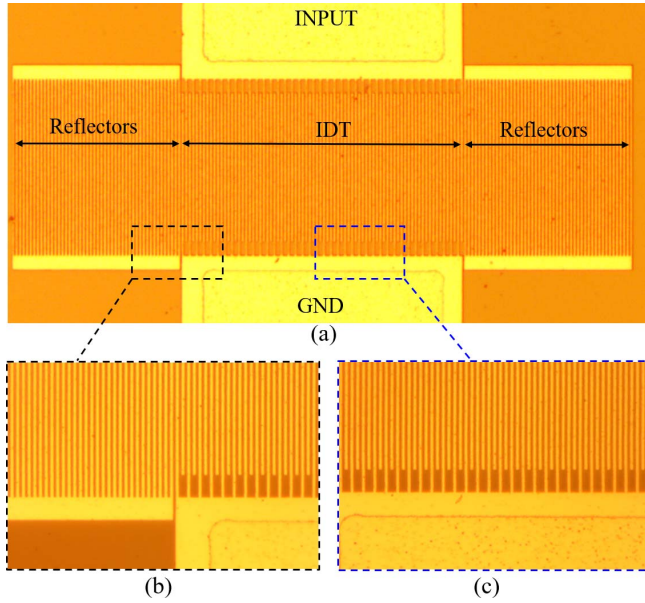 INPUT
Reflectors
IDT
Reflectors
GND
(a)
(b)
(c)